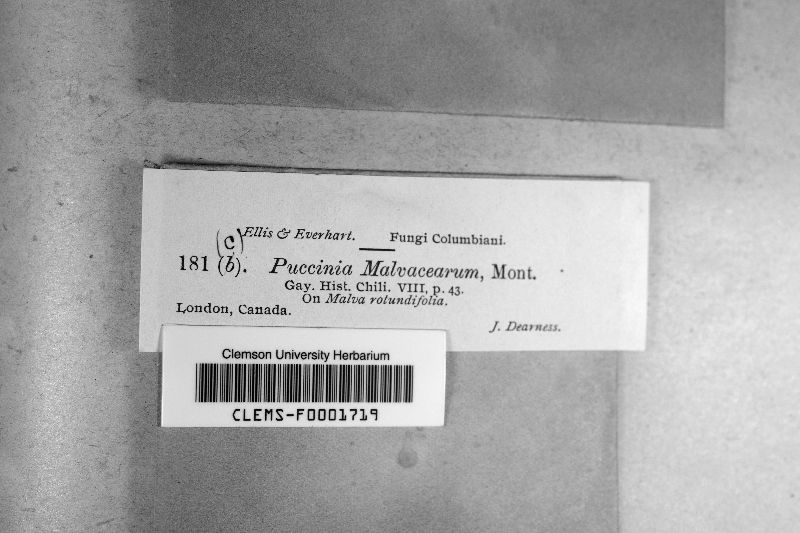 (c)
Ellis & Everhart. Fungi Columbiani.
181 (b). Puccinia Malvacearum, Mont.
Gay. Hist. Chili. VIII, p. 43.
On Malva rotundifolia.
London, Canada.
J. Dearness.
Clemson University Herbarium
CLEMS-F0001719